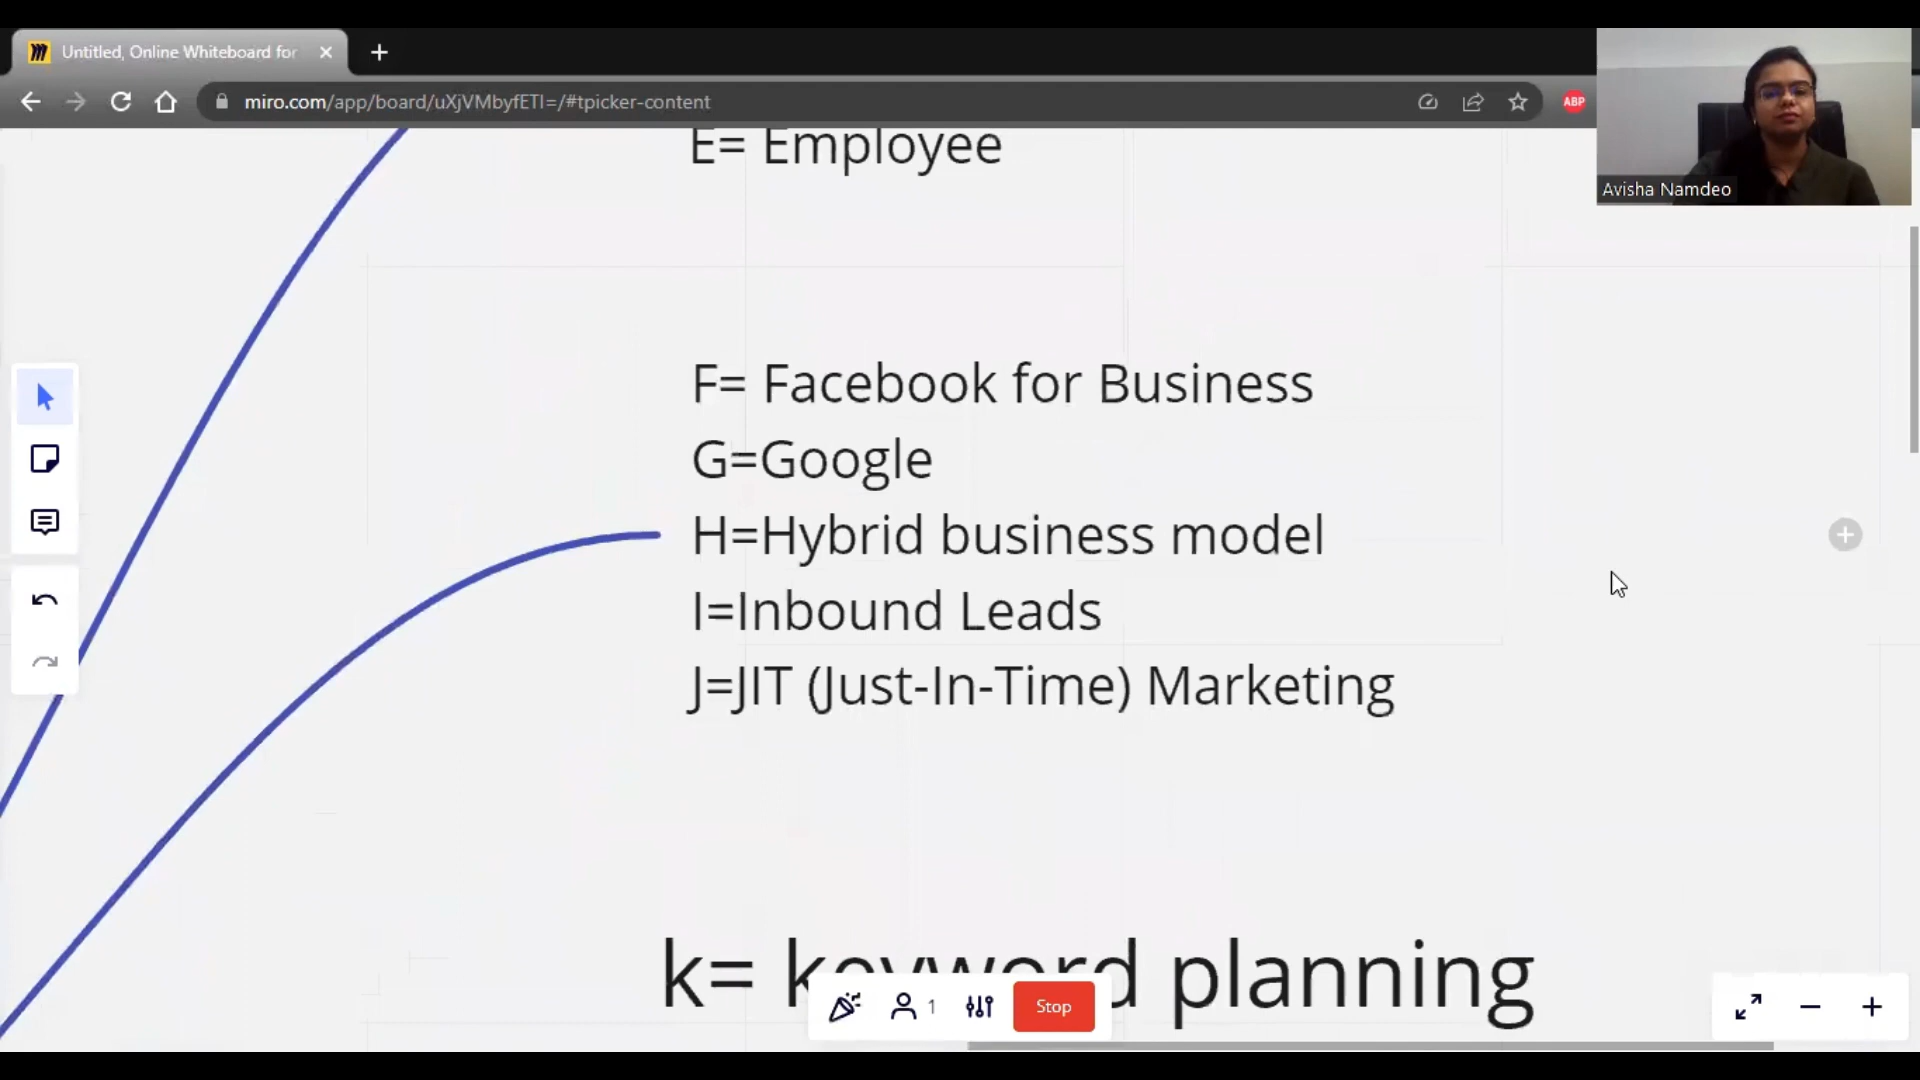 Untitled, Online Whiteboard for
miro.com/app/board/uXjVMbyfETI=/#tpicker-content
ABP
Avisha Namdeo
E= Employee
F= Facebook for Business
G=Google
H=Hybrid business model
I=Inbound Leads
J=JIT (Just-In-Time) Marketing
k= keyword planning
1
Stop